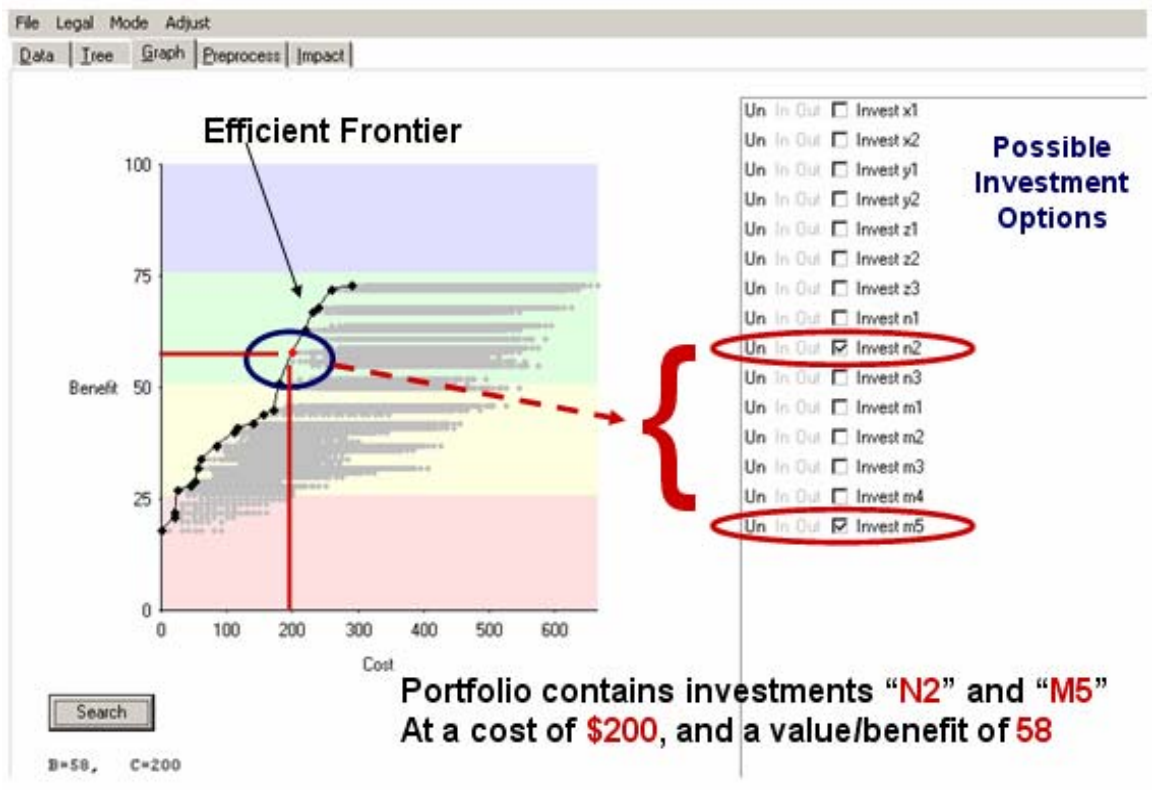 File Legal Mode Adjust
Data Tree Graph Preprocess Impact
Efficient Frontier
100
75
50
25
0
Benefit
0 100 200 300 400 500 600
Cost
Search
B=58, C=200
Un In Out Invest x1
Un In Out Invest x2
Un In Out Invest y1
Un In Out Invest y2
Un In Out Invest z1
Un In Out Invest z2
Un In Out Invest z3
Un In Out Invest n1
Un In Out Invest n2
Un In Out Invest n3
Un In Out Invest m1
Un In Out Invest m2
Un In Out Invest m3
Un In Out Invest m4
Un In Out Invest m5
Possible
Investment
Options
{
Portfolio contains investments “N2” and “M5”
At a cost of $200, and a value/benefit of 58